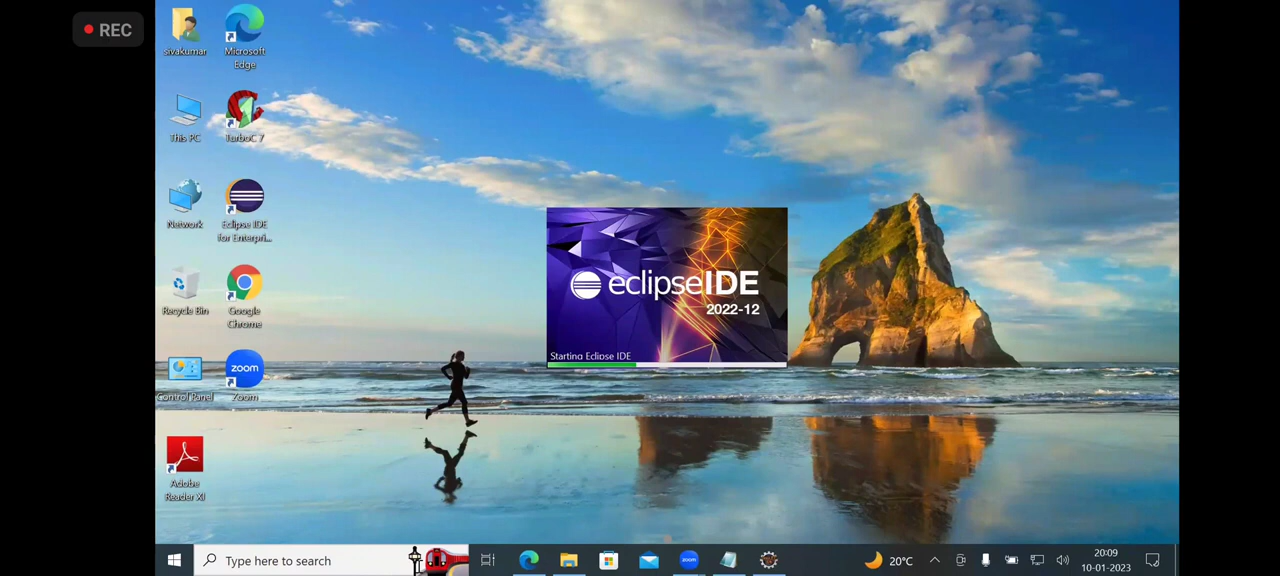 REC
sivakumar
Microsoft
Edge
This PC
TurboC 7
Network
Eclipse IDE
for Enterpri...
Recycle Bin
Google
Chrome
Control Panel
zoom
Zoom
Adobe
Reader XI
eclipseIDE
2022-12
Starting Eclipse IDE
Type here to search
zoom
20°C
20:09
10-01-2023